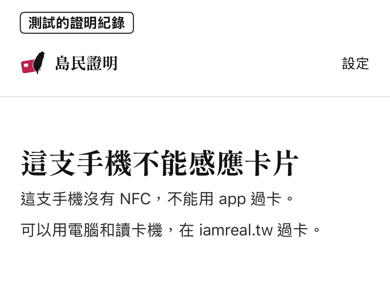 測試的證明紀錄
島民證明
設定
這支手機不能感應卡片
這支手機沒有 NFC，不能用 app 過卡。
可以用電腦和讀卡機，在 iamreal.tw 過卡。